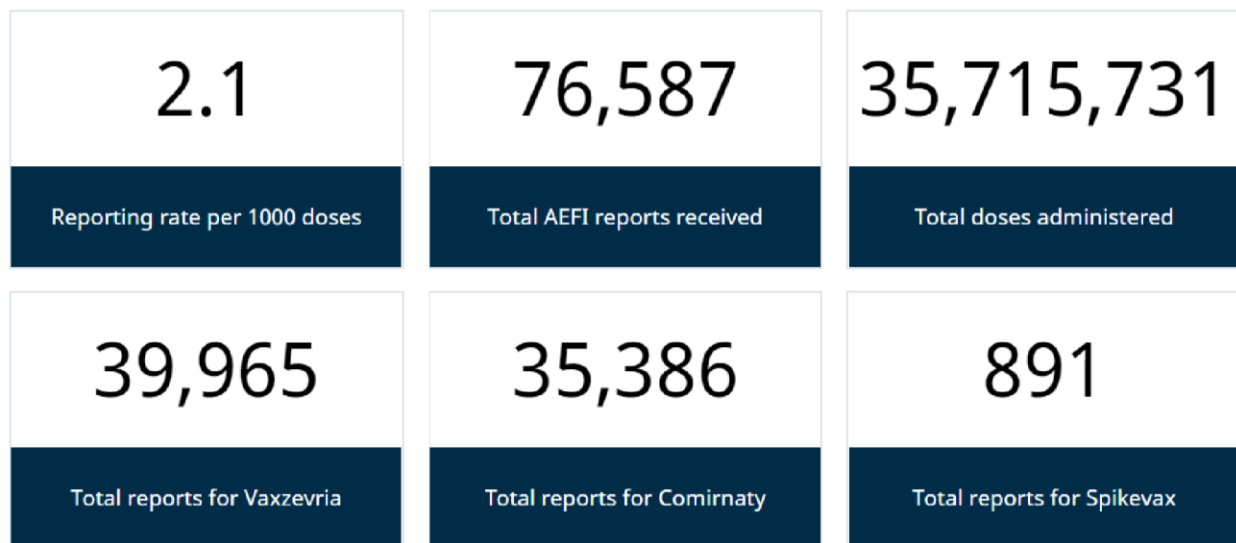 2.1
Reporting rate per 1000 doses
76,587
Total AEFI reports received
35,715,731
Total doses administered
39,965
Total reports for Vaxzevria
35,386
Total reports for Comirnaty
891
Total reports for Spikevax